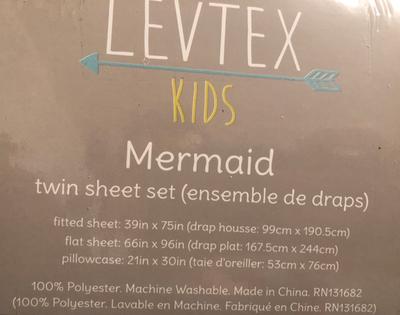 LEVTEX
KIDS
Mermaid
twin sheet set (ensemble de draps)
fitted sheet: 39in x 75in (drap housse: 99cm x 190.5cm)
flat sheet: 66in x 96in (drap plat: 167.5cm x 244cm)
pillowcase: 21in x 30in (taie d'oreiller: 53cm x 76cm)
100% Polyester. Machine Washable. Made in China. RN131682
(100% Polyester. Lavable en Machine. Fabriqué en Chine. RN131682)